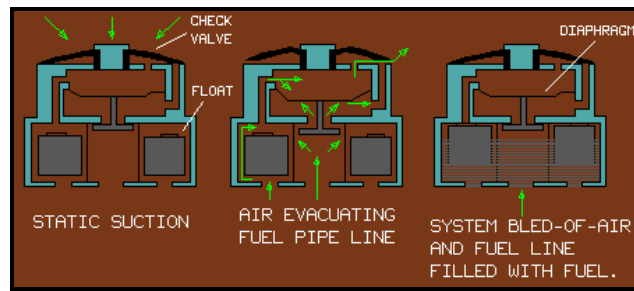 CHECK
VALVE
FLOAT
DIAPHRAGM
STATIC SUCTION
AIR EVACUATING
FUEL PIPE LINE
SYSTEM BLED-OF-AIR
AND FUEL LINE
FILLED WITH FUEL.